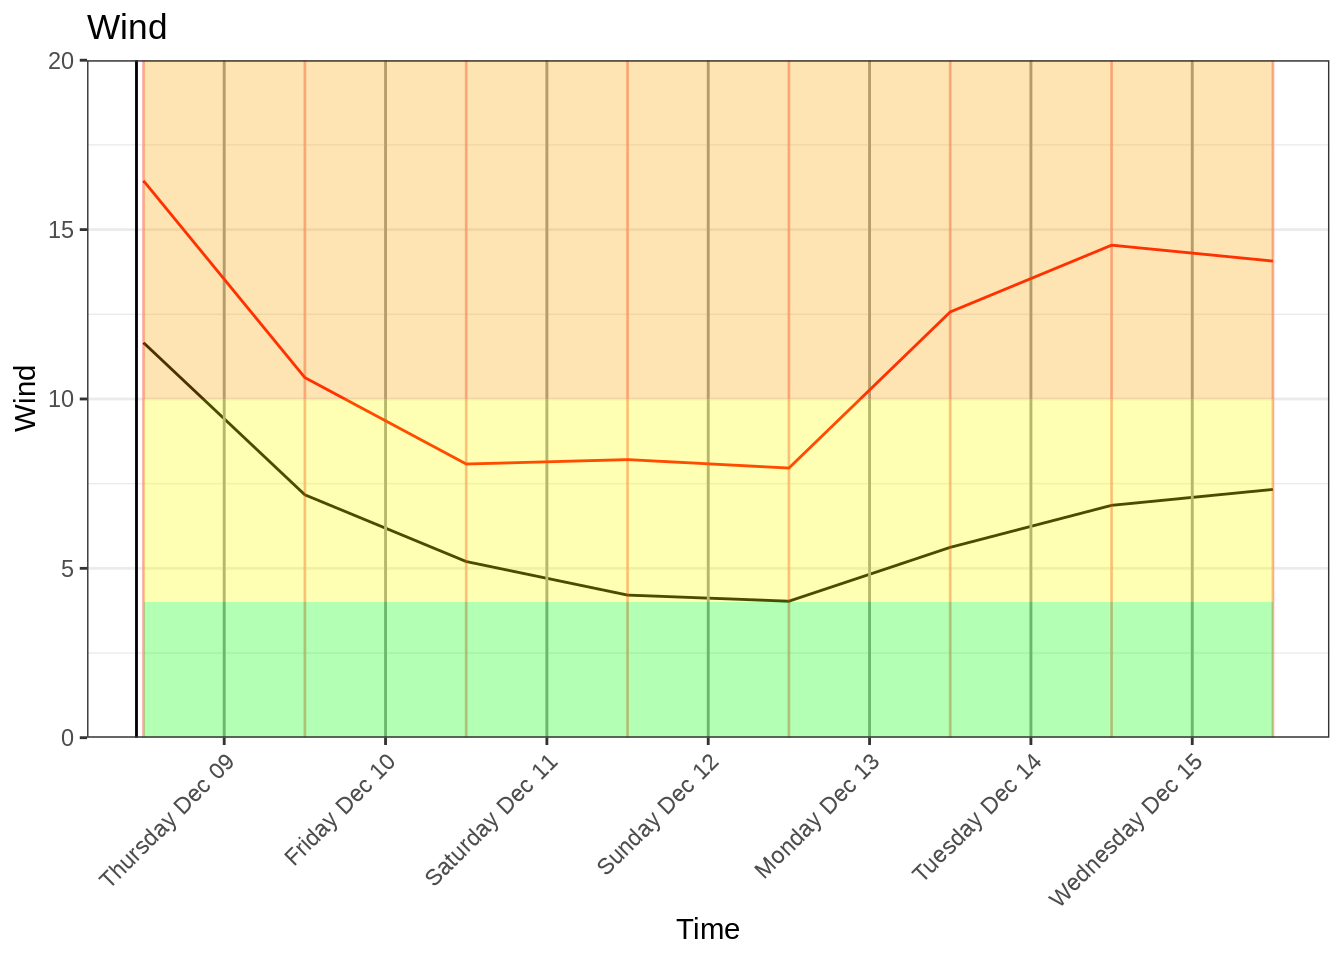 Wind
20
15
10
5
0
Wind
Thursday Dec 09
Friday Dec 10
Saturday Dec 11
Sunday Dec 12
Monday Dec 13
Tuesday Dec 14
Wednesday Dec 15
Time